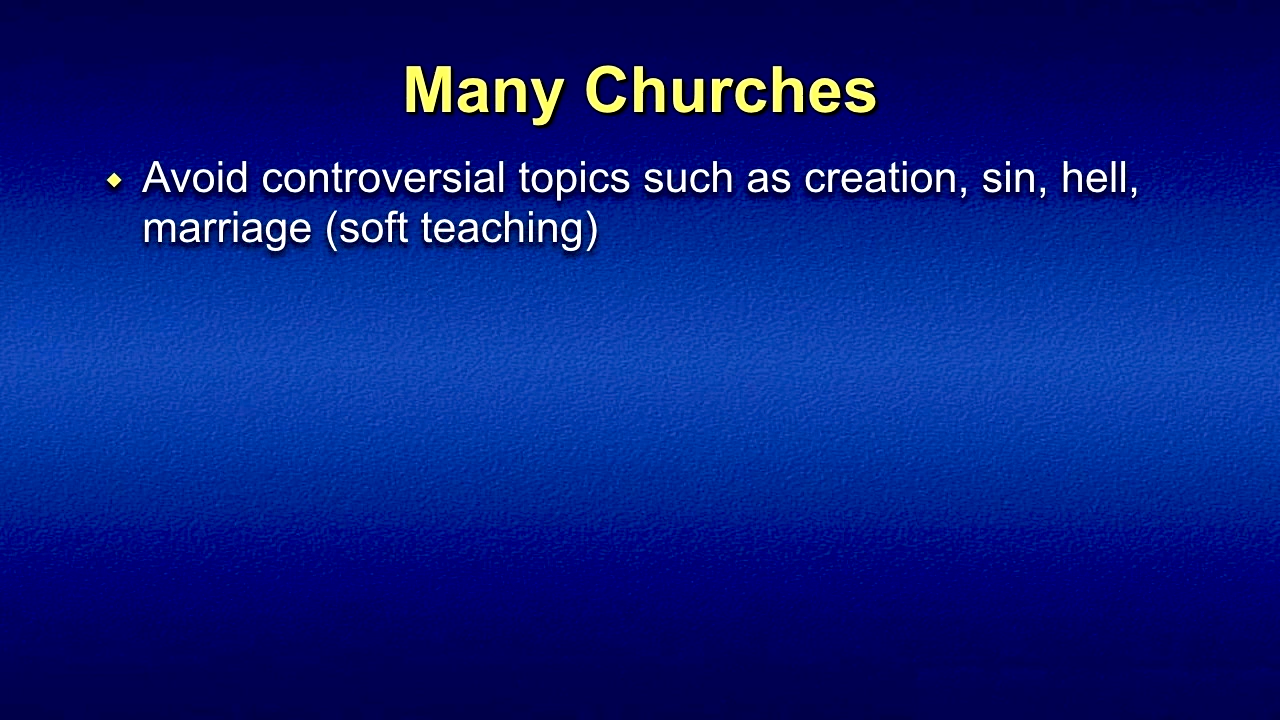 Many Churches
Avoid controversial topics such as creation, sin, hell,
marriage (soft teaching)